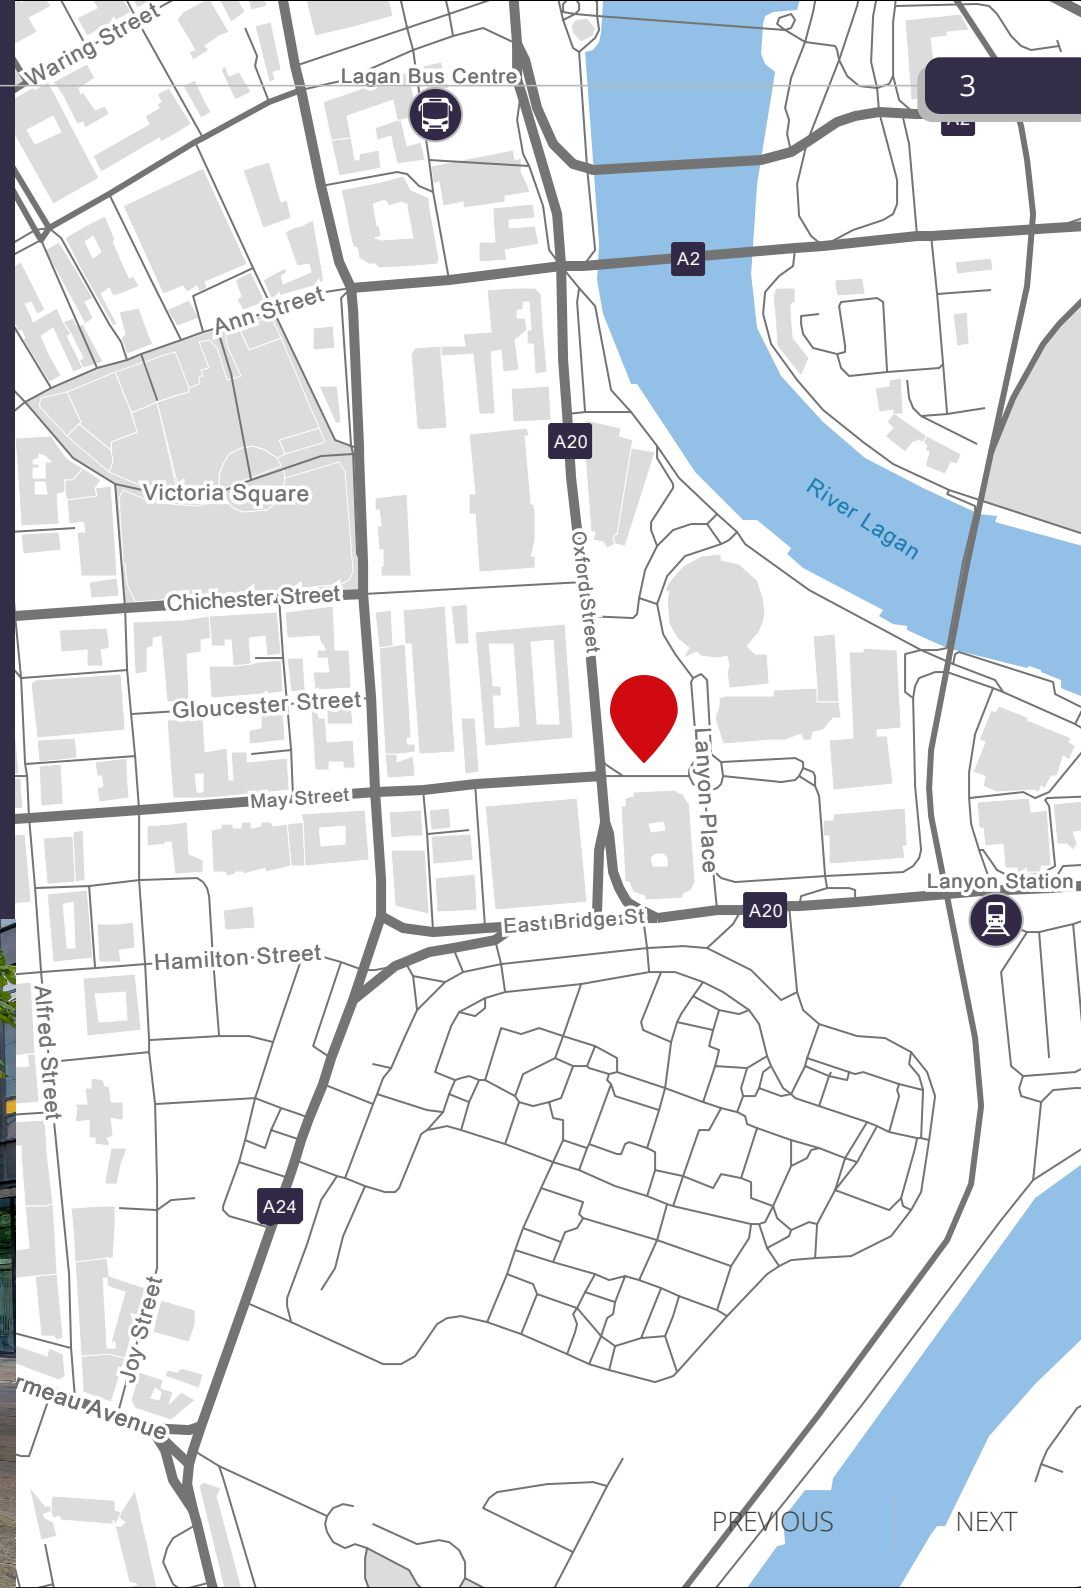 Waring Street
Lagan Bus Centre
3
A2
A2
Ann Street
A20
Victoria Square
River Lagan
Oxford Street
Chichester Street
Gloucester Street
Lanyon Place
May Street
Lanyon Station
A20
East Bridge St
Hamilton Street
Alfred Street
A24
Joy Street
rmeau Avenue
PREVIOUS
NEXT